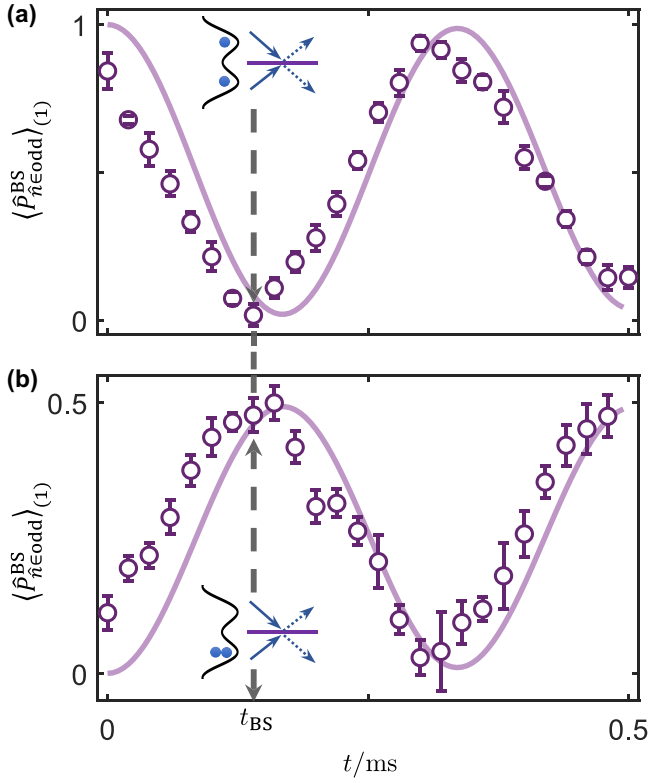 (a)
1
⟨P̂^BS_n̂∈odd⟩_(1)
0
(b)
0.5
⟨P̂^BS_n̂∈odd⟩_(1)
0
0 t_BS 0.5
t/ms